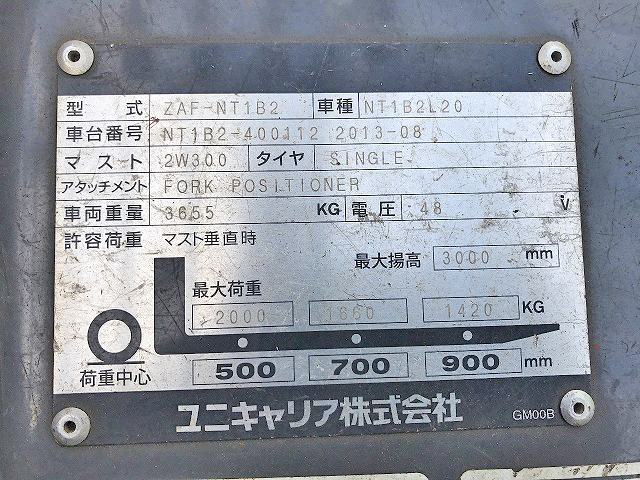 型式 ZAF-NT1B2 車種 NT1B2L20
車台番号 NT1B2-400112 2013-08
マスト 2W300 タイヤ SINGLE
アタッチメント FORK POSITIONER
車両重量 3655 KG 電圧 48 V
許容荷重 マスト垂直時
最大揚高 3000 mm
最大荷重
2000 1660 1420 KG
500 700 900 mm
荷重中心
ユニキャリア株式会社 GM00B